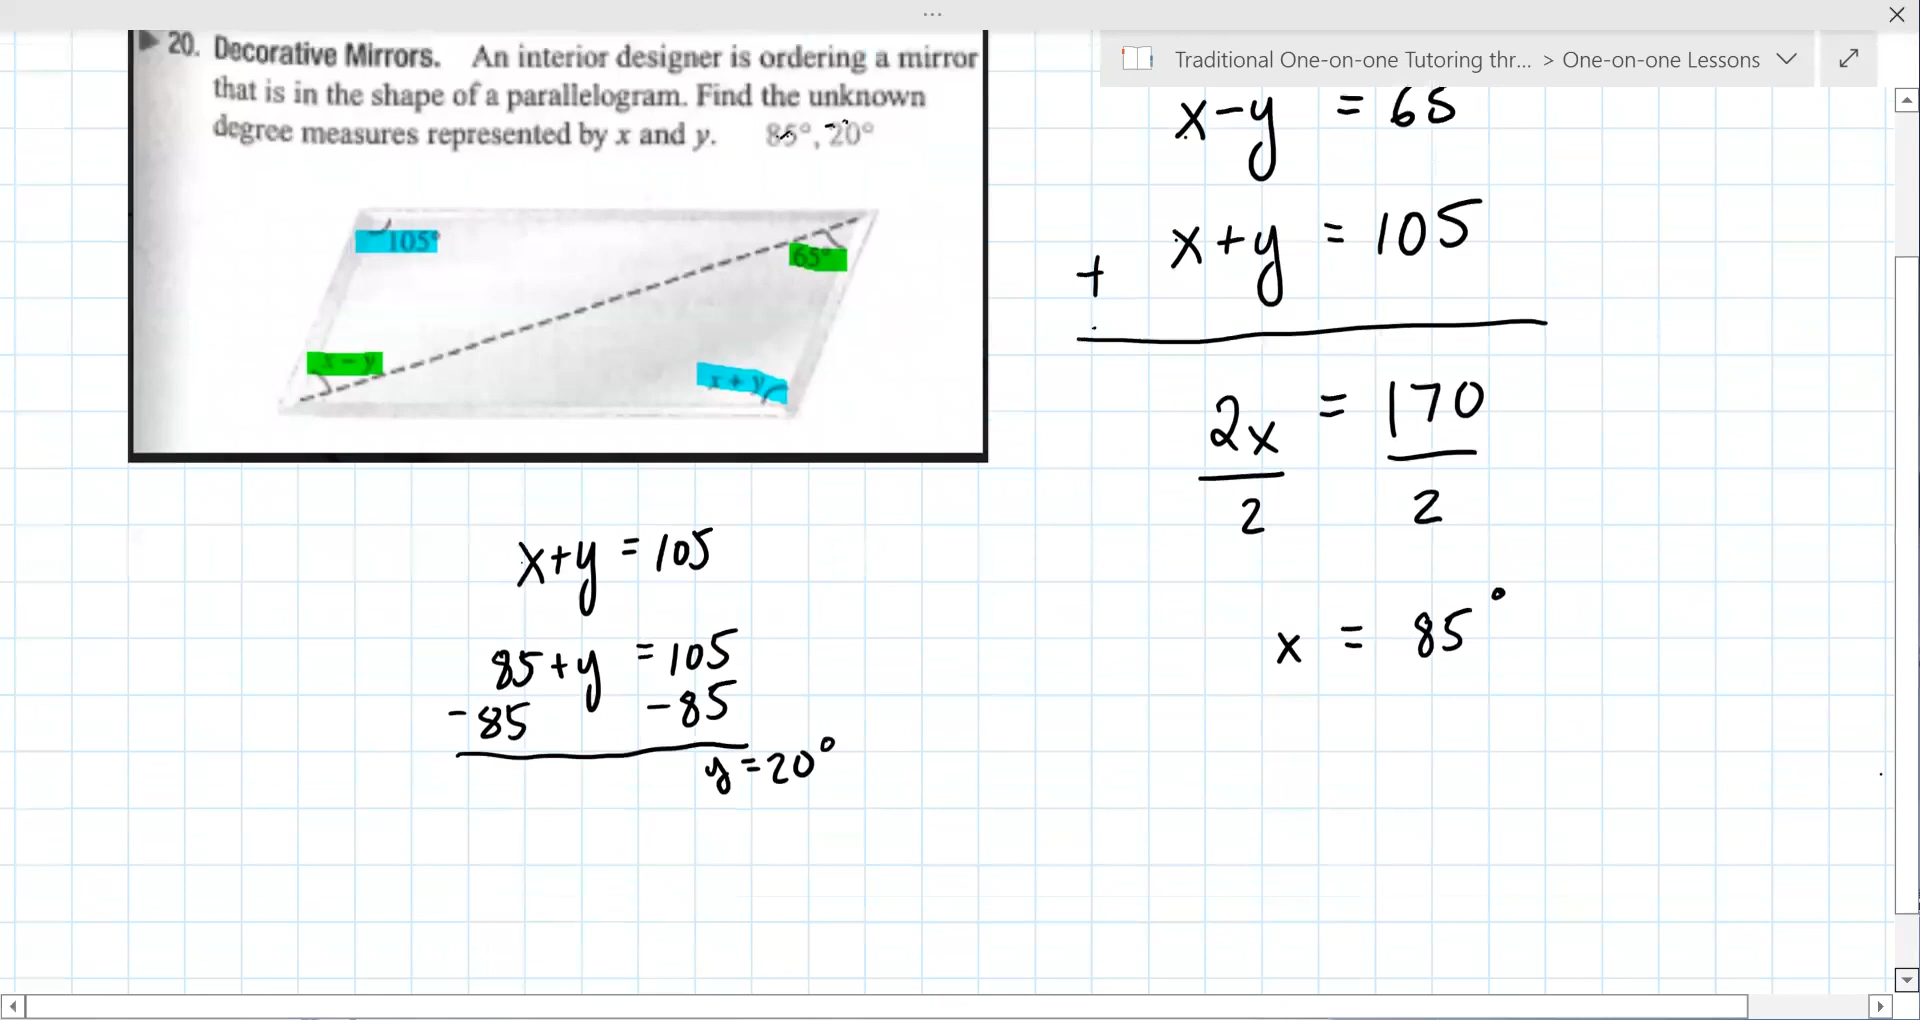 Traditional One-on-one Tutoring thr... > One-on-one Lessons
20. Decorative Mirrors. An interior designer is ordering a mirror
that is in the shape of a parallelogram. Find the unknown
degree measures represented by x and y. 85°, 20°
105°
65°
x − y
x + y
x-y = 65
x+y = 105
+
2x = 170
2 2
x = 85°
x+y = 105
85+y = 105
-85 -85
y = 20°